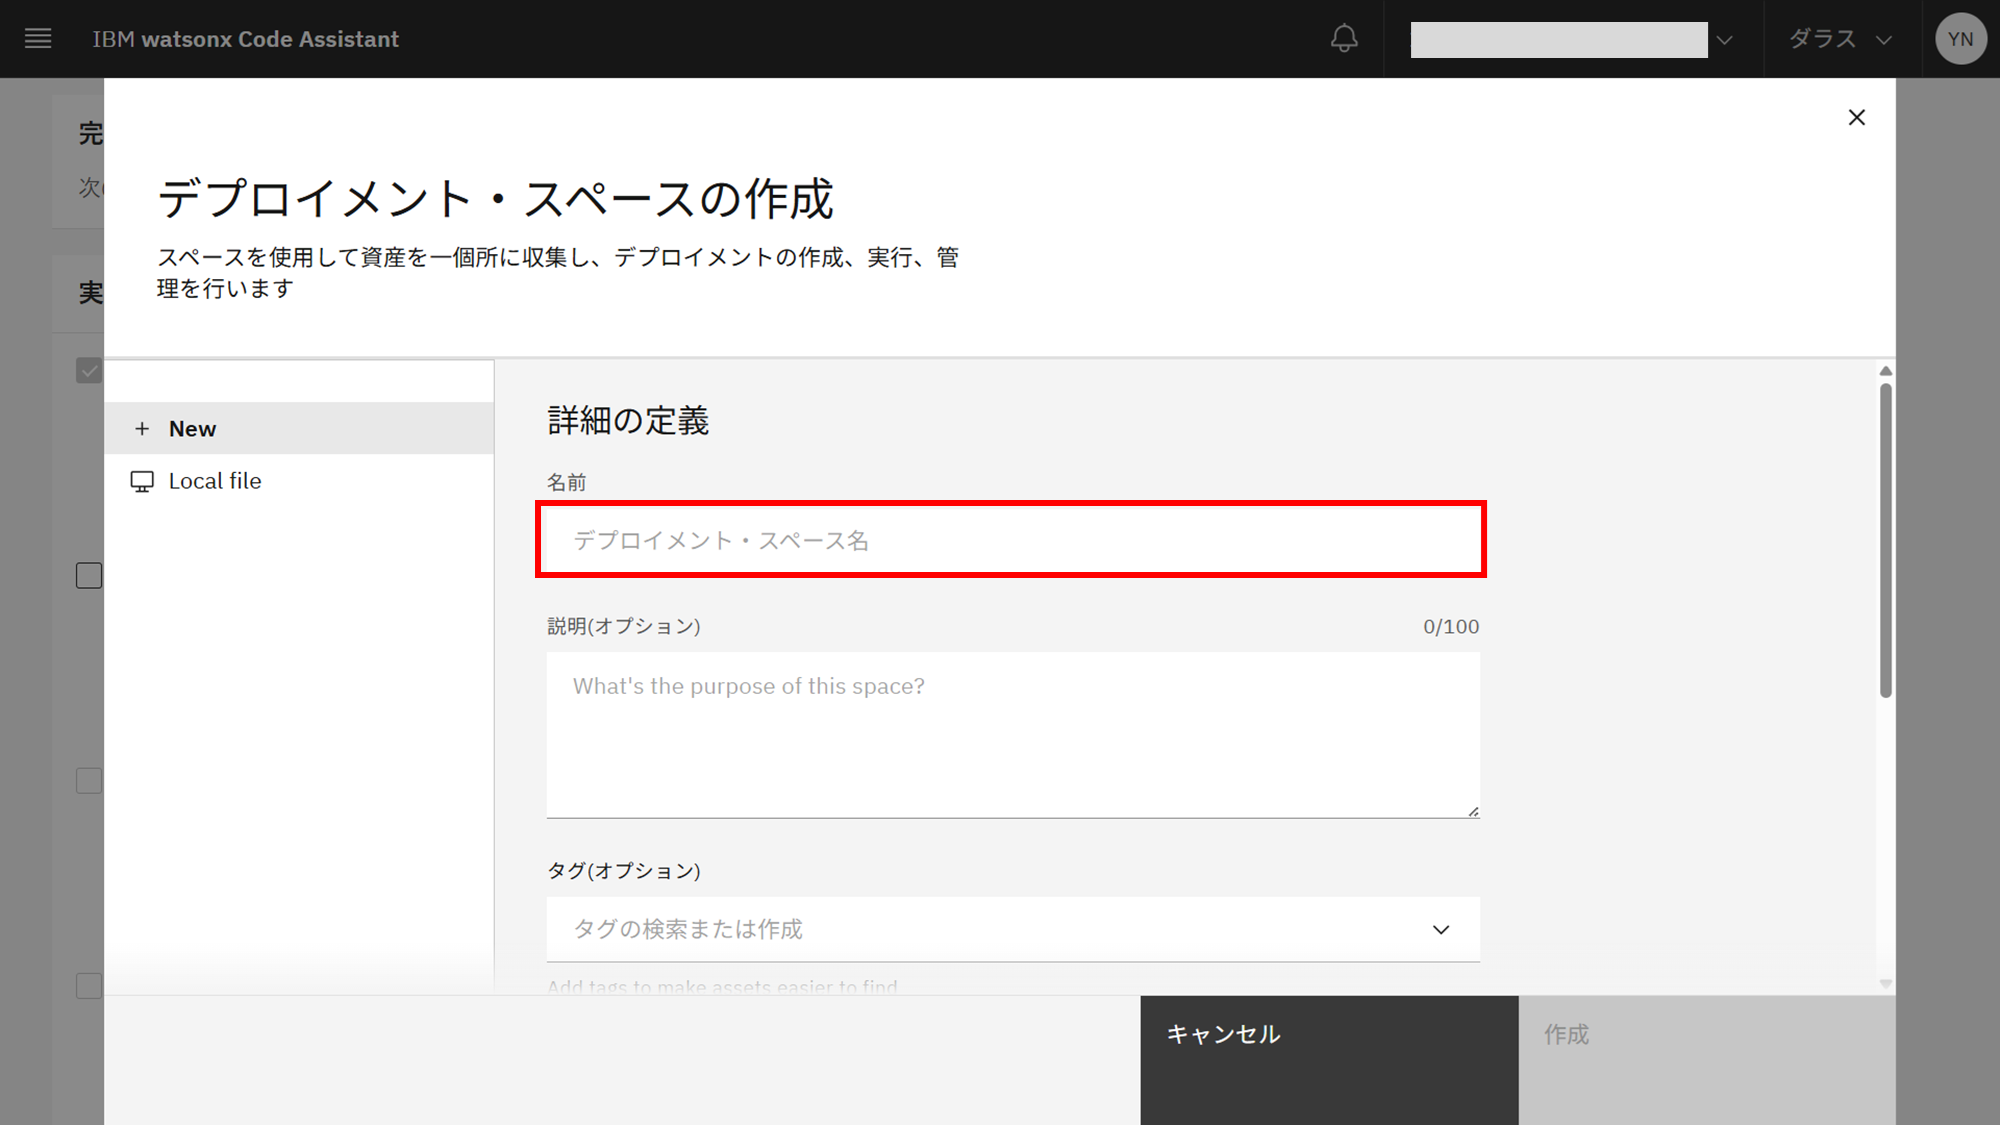 IBM watsonx Code Assistant
ダラス
YN
完
次
実
デプロイメント・スペースの作成
スペースを使用して資産を一個所に収集し、デプロイメントの作成、実行、管
理を行います
New
Local file
詳細の定義
名前
デプロイメント・スペース名
説明(オプション)
0/100
What's the purpose of this space?
タグ(オプション)
タグの検索または作成
Add tags to make assets easier to find
キャンセル
作成